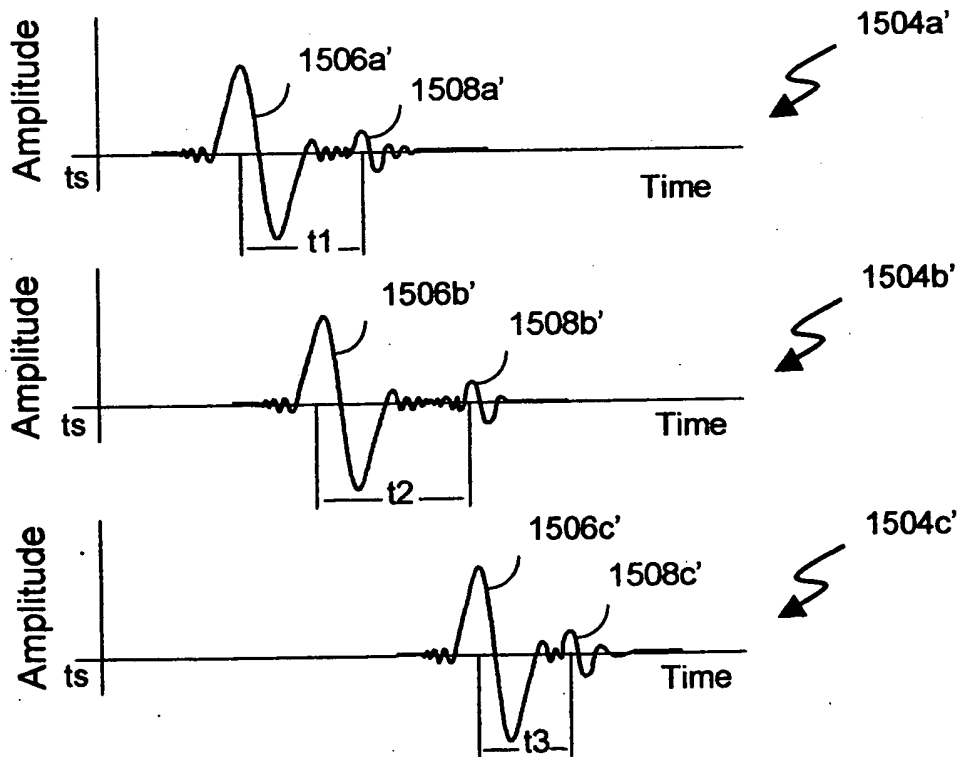 Amplitude
1506a’
1508a’
1504a’
ts
Time
t1
Amplitude
1506b’
1508b’
1504b’
ts
Time
t2
Amplitude
1506c’
1508c’
1504c’
ts
Time
t3